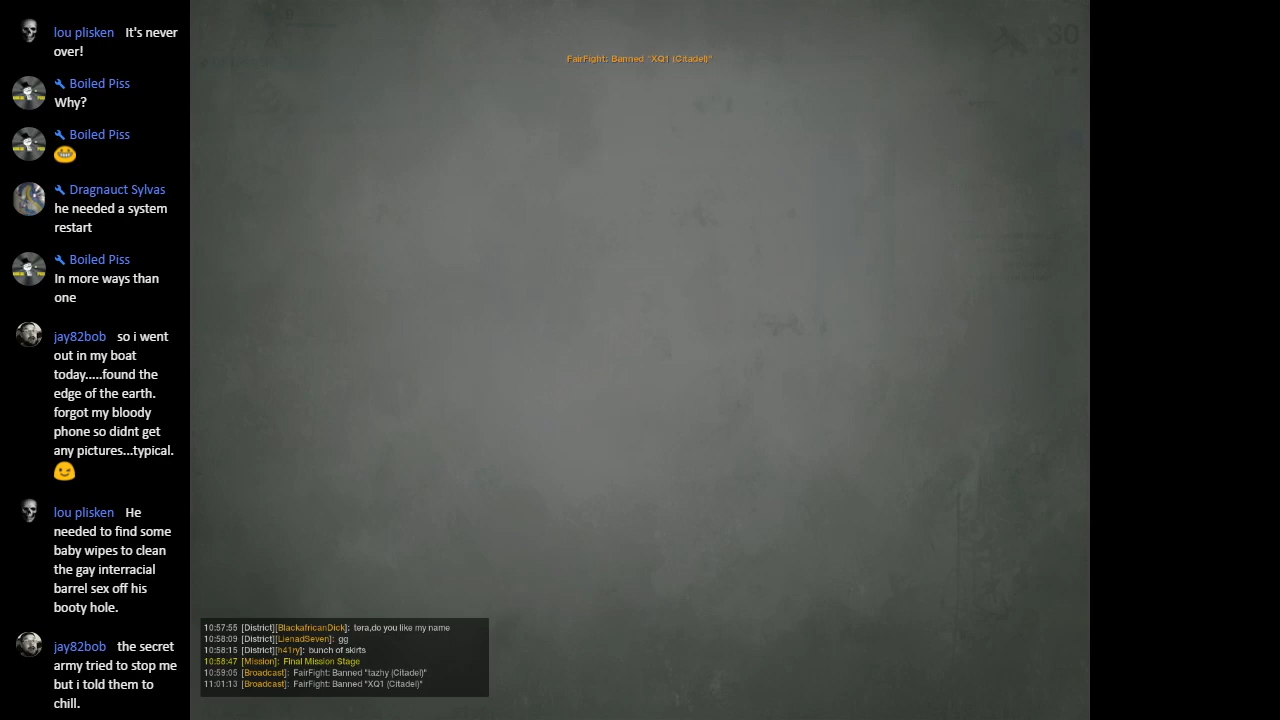 lou plisken It's never
over!
Boiled Piss
Why?
Boiled Piss
Dragnauct Sylvas
he needed a system
restart
Boiled Piss
In more ways than
one
jay82bob so i went
out in my boat
today.....found the
edge of the earth.
forgot my bloody
phone so didnt get
any pictures...typical.
lou plisken He
needed to find some
baby wipes to clean
the gay interracial
barrel sex off his
booty hole.
jay82bob the secret
army tried to stop me
but i told them to
chill.
30
FairFight: Banned "XQ1 (Citadel)"
10:57:55 [District][BlackafricanDick]: tera,do you like my name
10:58:09 [District][LienadSeven]: gg
10:58:15 [District][h41ry]: bunch of skirts
10:58:47 [Mission]: Final Mission Stage
10:59:05 [Broadcast]: FairFight: Banned "tazhy (Citadel)"
11:01:13 [Broadcast]: FairFight: Banned "XQ1 (Citadel)"